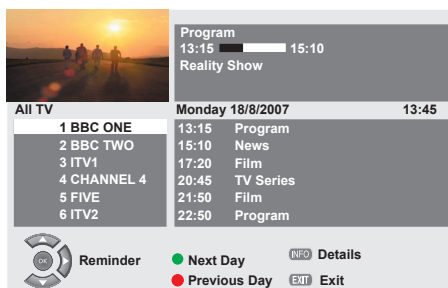 Program
13:15 15:10
Reality Show
All TV Monday 18/8/2007 13:45
1 BBC ONE
2 BBC TWO
3 ITV1
4 CHANNEL 4
5 FIVE
6 ITV2
13:15 Program
15:10 News
17:20 Film
20:45 TV Series
21:50 Film
22:50 Program
OK Reminder
Next Day
INFO Details
Previous Day
EXIT Exit